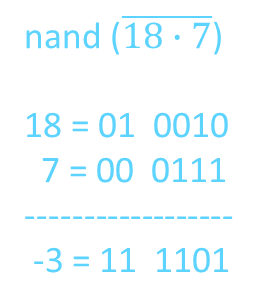 nand (18 · 7)
18 = 01 0010
7 = 00 0111
------------------
-3 = 11 1101